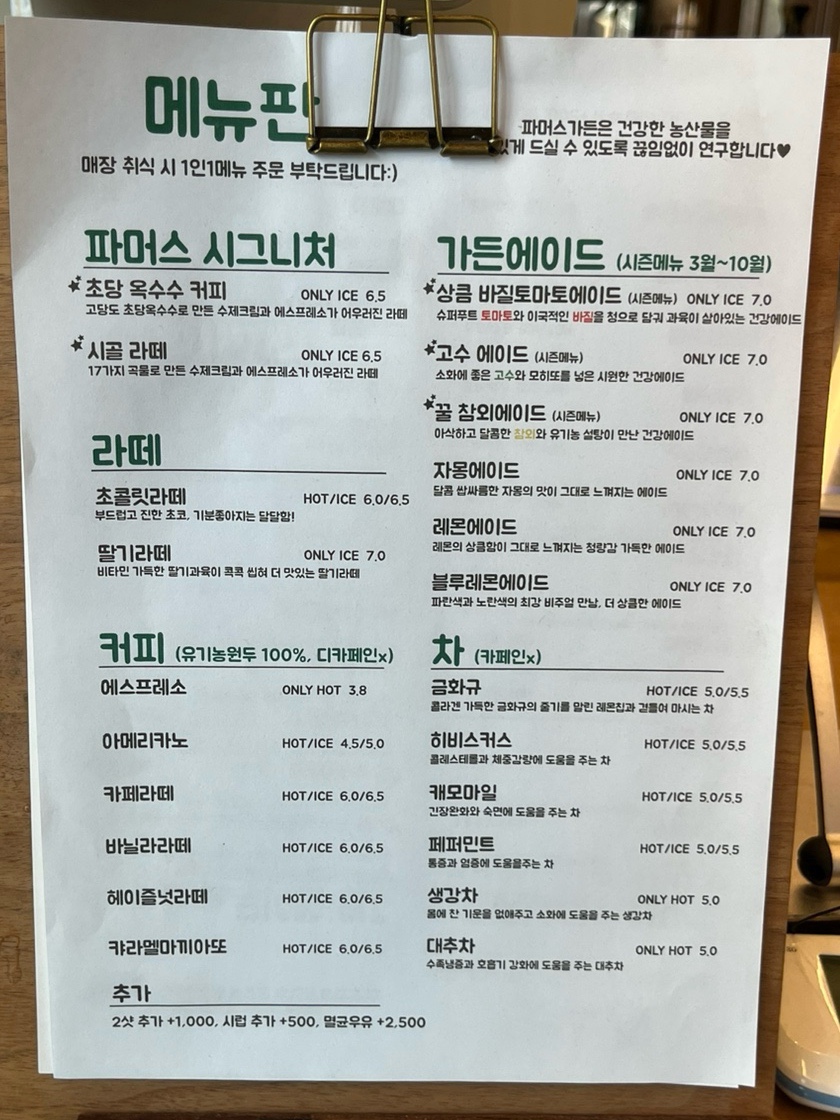 메뉴판
매장 취식 시 1인1메뉴 주문 부탁드립니다:)
파머스가든은 건강한 농산물을
드실 수 있도록 끊임없이 연구합니다♥
파머스 시그니처
초당 옥수수 커피 ONLY ICE 6.5
고당도 초당옥수수로 만든 수제크림과 에스프레소가 어우러진 라떼
시골 라떼 ONLY ICE 6.5
17가지 곡물로 만든 수제크림과 에스프레소가 어우러진 라떼
라떼
초콜릿라떼 HOT/ICE 6.0/6.5
부드럽고 진한 초코, 기분좋아지는 달달함!
딸기라떼 ONLY ICE 7.0
비타민 가득한 딸기과육이 콕콕 씹혀 더 맛있는 딸기라떼
커피 (유기농원두 100%, 디카페인x)
에스프레소 ONLY HOT 3.8
아메리카노 HOT/ICE 4.5/5.0
카페라떼 HOT/ICE 6.0/6.5
바닐라라떼 HOT/ICE 6.0/6.5
헤이즐넛라떼 HOT/ICE 6.0/6.5
캬라멜마끼아또 HOT/ICE 6.0/6.5
추가
2샷 추가 +1,000, 시럽 추가 +500, 멸균우유 +2,500
가든에이드 (시즌메뉴 3월~10월)
상큼 바질토마토에이드 (시즌메뉴) ONLY ICE 7.0
슈퍼푸트 토마토와 이국적인 바질을 청으로 담궈 과육이 살아있는 건강에이드
고수 에이드 (시즌메뉴) ONLY ICE 7.0
소화에 좋은 고수와 모히또를 넣은 시원한 건강에이드
꿀 참외에이드 (시즌메뉴) ONLY ICE 7.0
아삭하고 달콤한 참외와 유기농 설탕이 만난 건강에이드
자몽에이드 ONLY ICE 7.0
달콤 쌉싸름한 자몽의 맛이 그대로 느껴지는 에이드
레몬에이드 ONLY ICE 7.0
레몬의 상큼함이 그대로 느껴지는 청량감 가득한 에이드
블루레몬에이드 ONLY ICE 7.0
파란색과 노란색의 최강 비주얼 만남, 더 상큼한 에이드
차 (카페인x)
금화규 HOT/ICE 5.0/5.5
콜라겐 가득한 금화규의 줄기를 말린 레몬칩과 곁들여 마시는 차
히비스커스 HOT/ICE 5.0/5.5
콜레스테롤과 체중감량에 도움을 주는 차
캐모마일 HOT/ICE 5.0/5.5
긴장완화와 숙면에 도움을 주는 차
페퍼민트 HOT/ICE 5.0/5.5
통증과 염증에 도움을주는 차
생강차 ONLY HOT 5.0
몸에 찬 기운을 없애주고 소화에 도움을 주는 생강차
대추차 ONLY HOT 5.0
수족냉증과 호흡기 강화에 도움을 주는 대추차